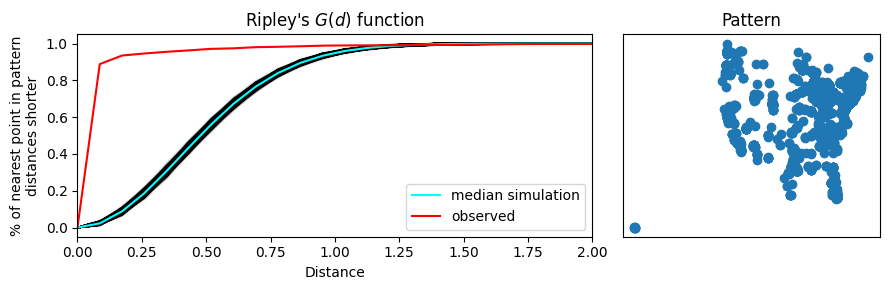 Ripley's G(d) function
% of nearest point in pattern
distances shorter
1.0
0.8
0.6
0.4
0.2
0.0
median simulation
observed
0.00 0.25 0.50 0.75 1.00 1.25 1.50 1.75 2.00
Distance
Pattern